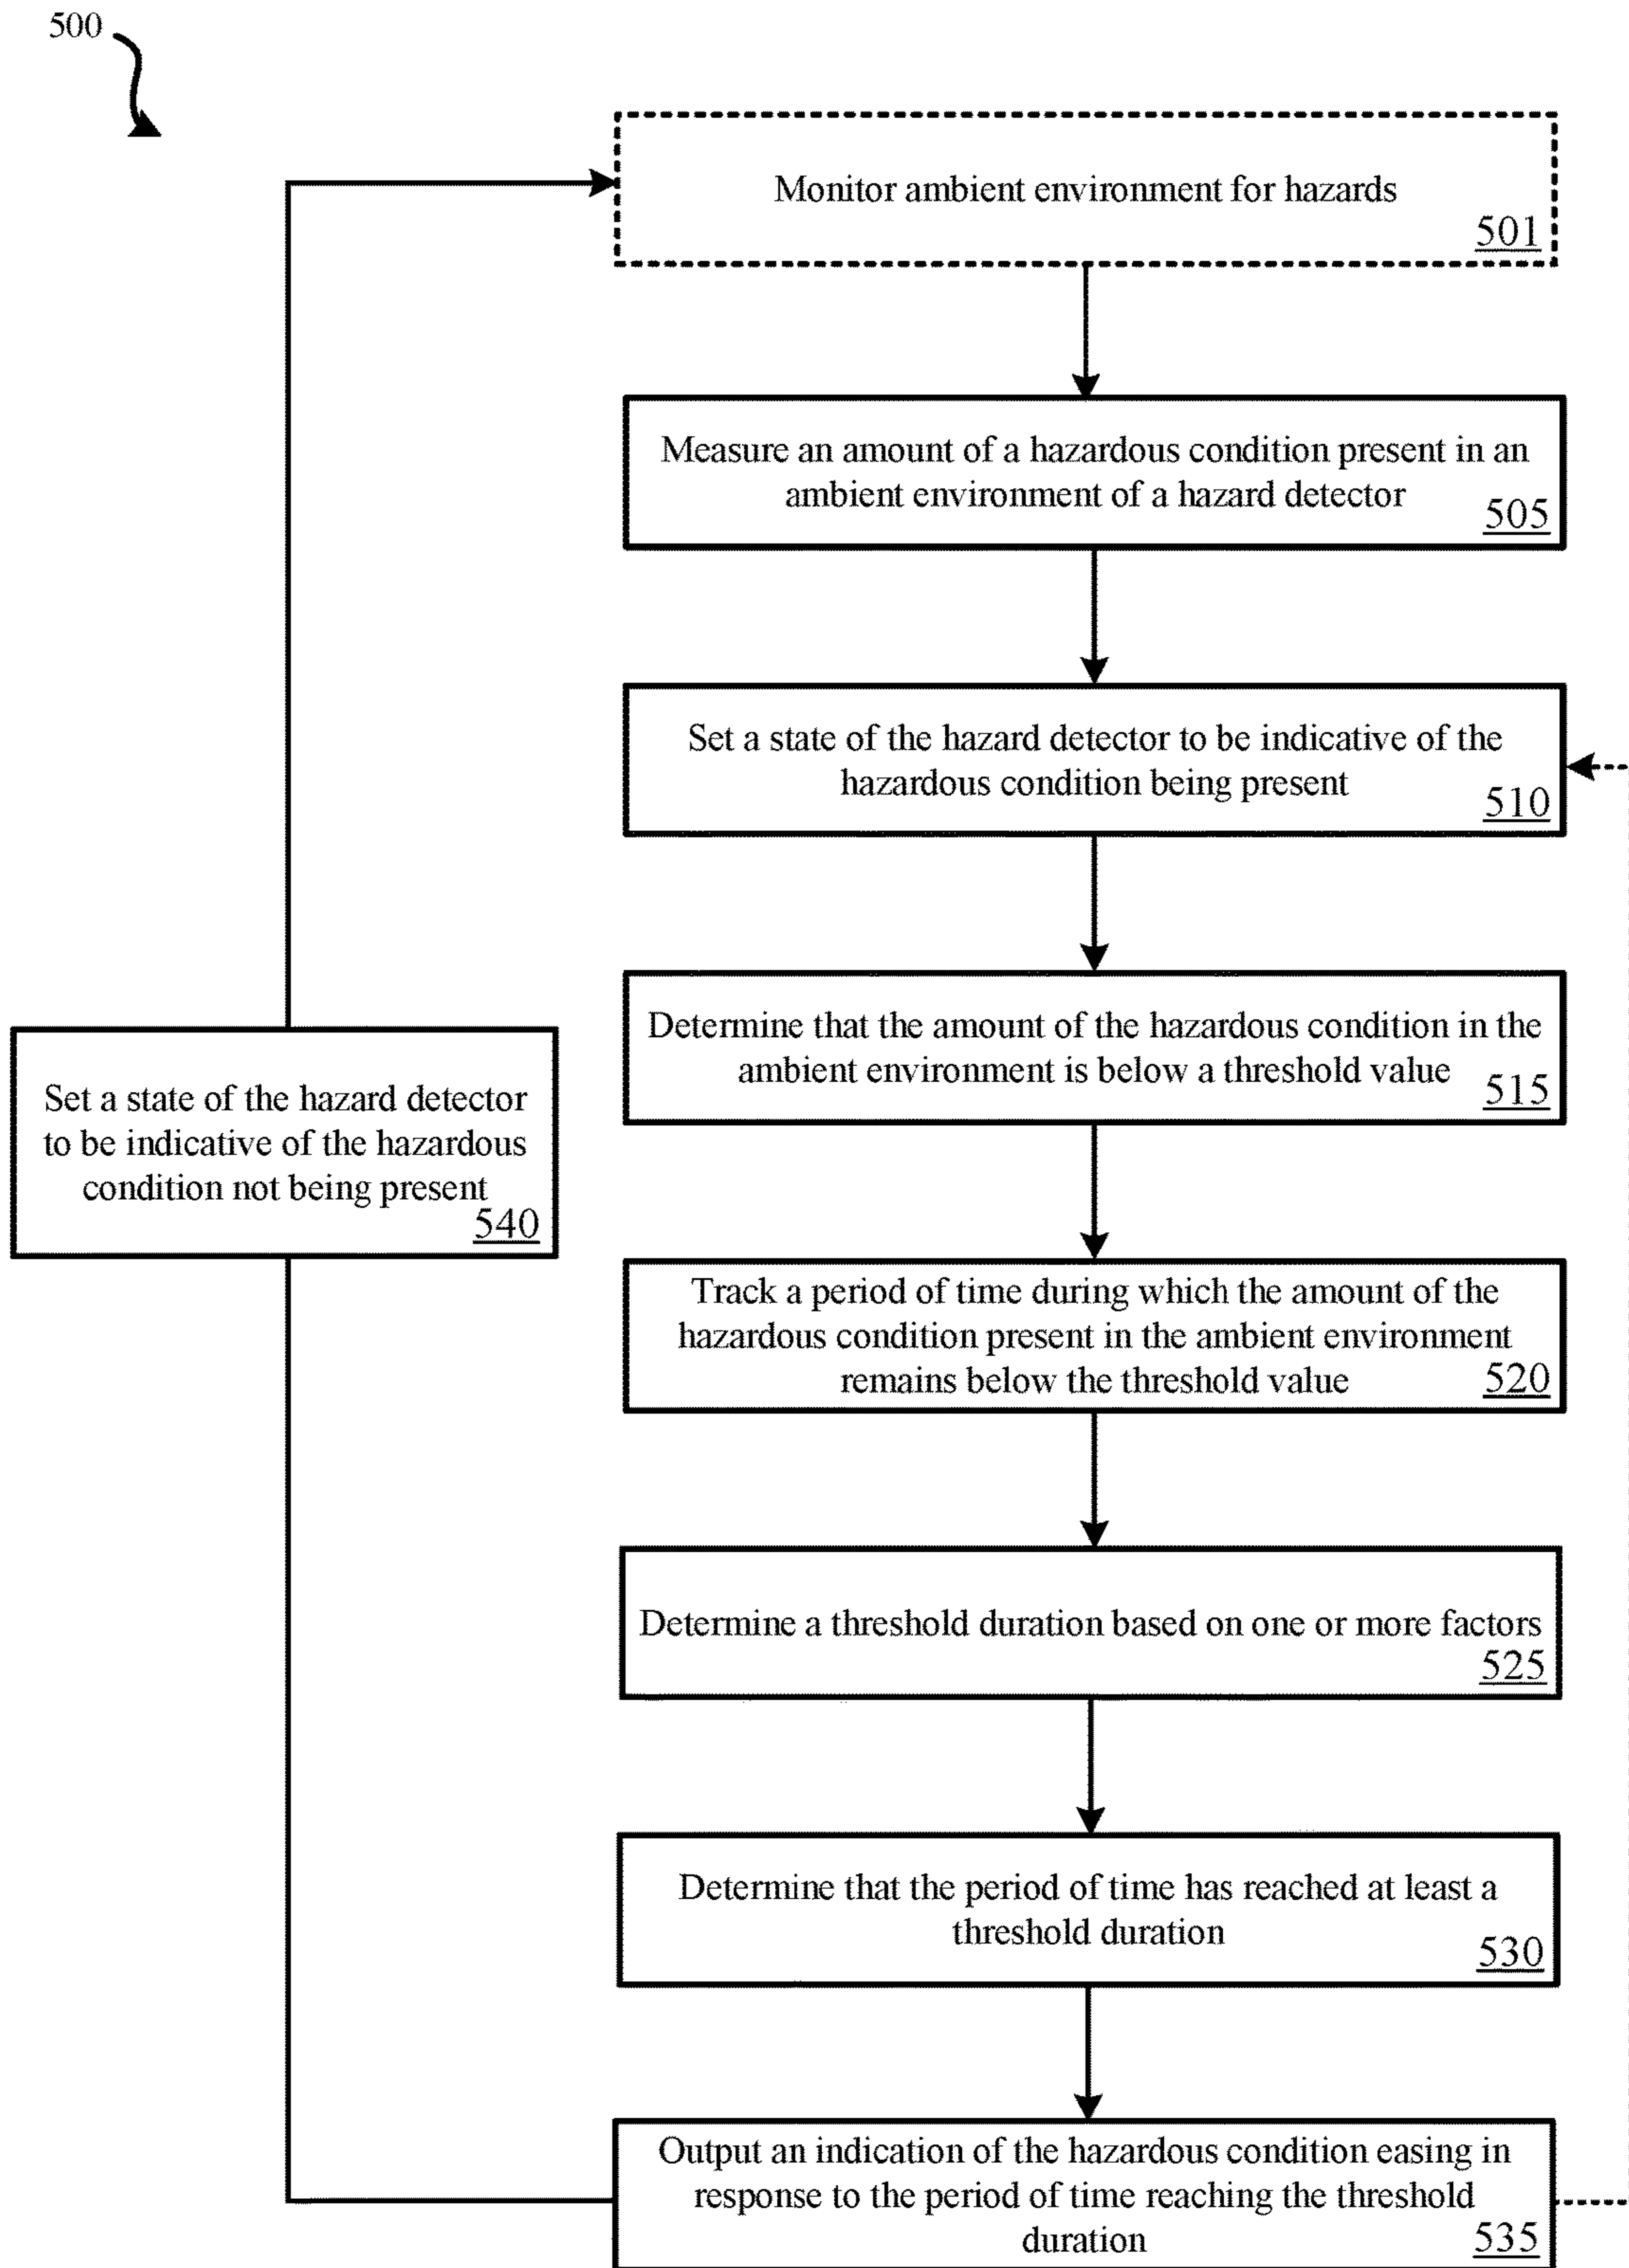 500
Monitor ambient environment for hazards
501
Measure an amount of a hazardous condition present in an
ambient environment of a hazard detector
505
Set a state of the hazard detector to be indicative of the
hazardous condition being present
510
Determine that the amount of the hazardous condition in the
ambient environment is below a threshold value
515
Set a state of the hazard detector
to be indicative of the hazardous
condition not being present
540
Track a period of time during which the amount of the
hazardous condition present in the ambient environment
remains below the threshold value
520
Determine a threshold duration based on one or more factors
525
Determine that the period of time has reached at least a
threshold duration
530
Output an indication of the hazardous condition easing in
response to the period of time reaching the threshold
duration
535